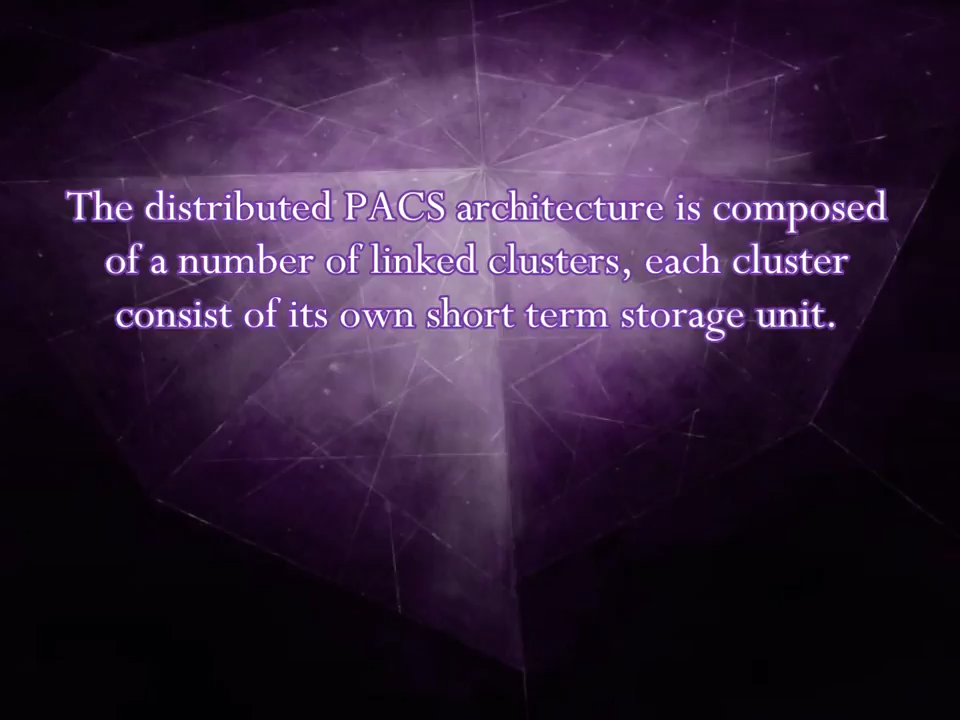 The distributed PACS architecture is composed
of a number of linked clusters, each cluster
consist of its own short term storage unit.